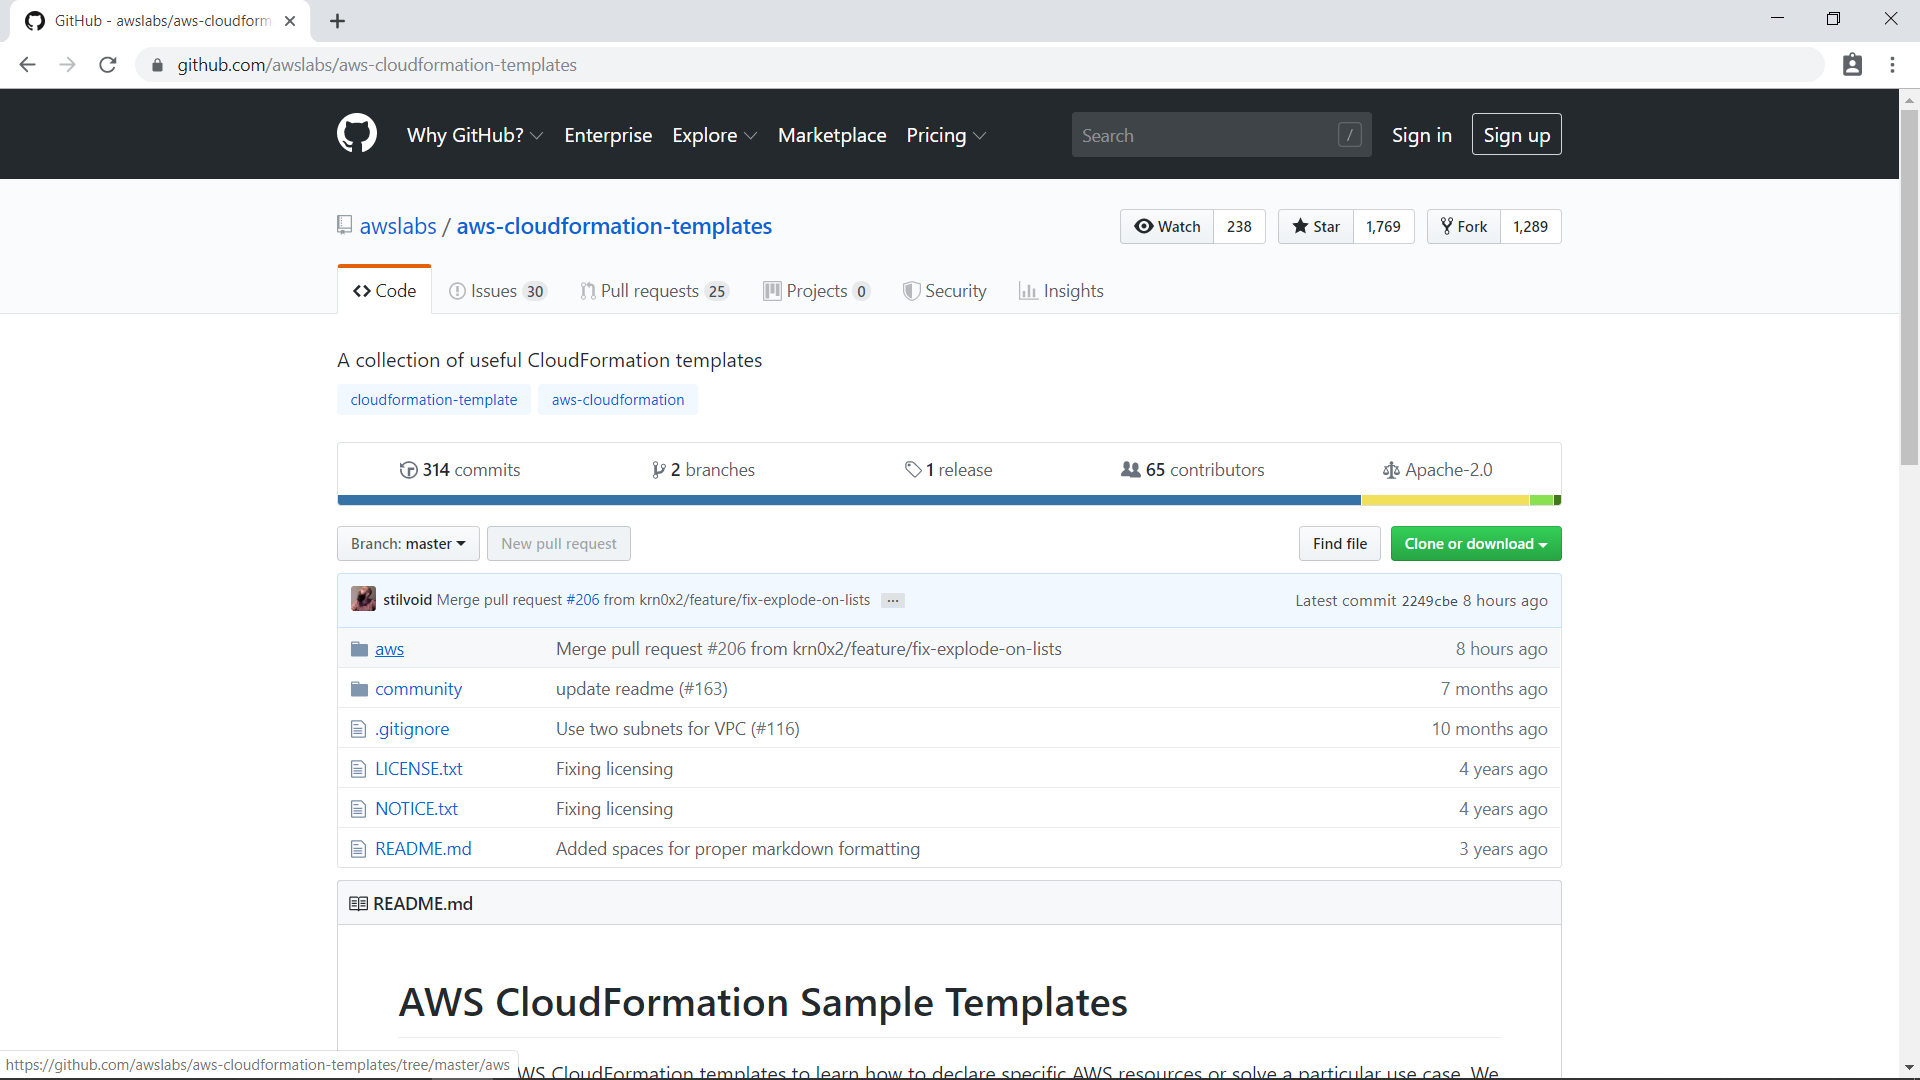 GitHub - awslabs/aws-cloudform
github.com/awslabs/aws-cloudformation-templates
Why GitHub? Enterprise Explore Marketplace Pricing Search / Sign in Sign up
awslabs / aws-cloudformation-templates Watch 238 Star 1,769 Fork 1,289
Code Issues 30 Pull requests 25 Projects 0 Security Insights
A collection of useful CloudFormation templates
cloudformation-template aws-cloudformation
314 commits 2 branches 1 release 65 contributors Apache-2.0
Branch: master New pull request Find file Clone or download
stilvoid Merge pull request #206 from krn0x2/feature/fix-explode-on-lists ... Latest commit 2249cbe 8 hours ago
aws Merge pull request #206 from krn0x2/feature/fix-explode-on-lists 8 hours ago
community update readme (#163) 7 months ago
.gitignore Use two subnets for VPC (#116) 10 months ago
LICENSE.txt Fixing licensing 4 years ago
NOTICE.txt Fixing licensing 4 years ago
README.md Added spaces for proper markdown formatting 3 years ago
README.md
AWS CloudFormation Sample Templates
WS CloudFormation templates to learn how to declare specific AWS resources or solve a particular use case. We
https://github.com/awslabs/aws-cloudformation-templates/tree/master/aws